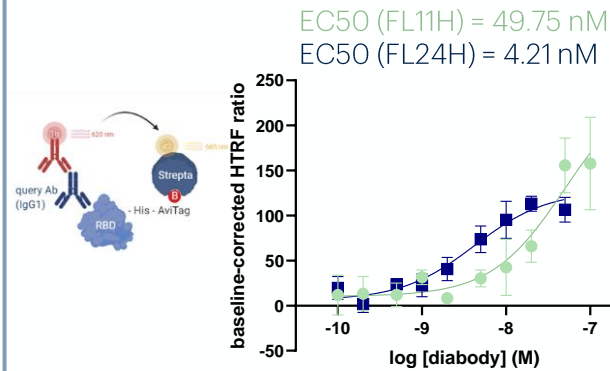 EC50 (FL11H) = 49.75 nM
EC50 (FL24H) = 4.21 nM
620 nm
665 nm
Strepta
B
query Ab
(IgG1)
- His - AviTag
RBD
baseline-corrected HTRF ratio
250
200
150
100
50
0
-50
-10
-9
-8
-7
log [diabody] (M)